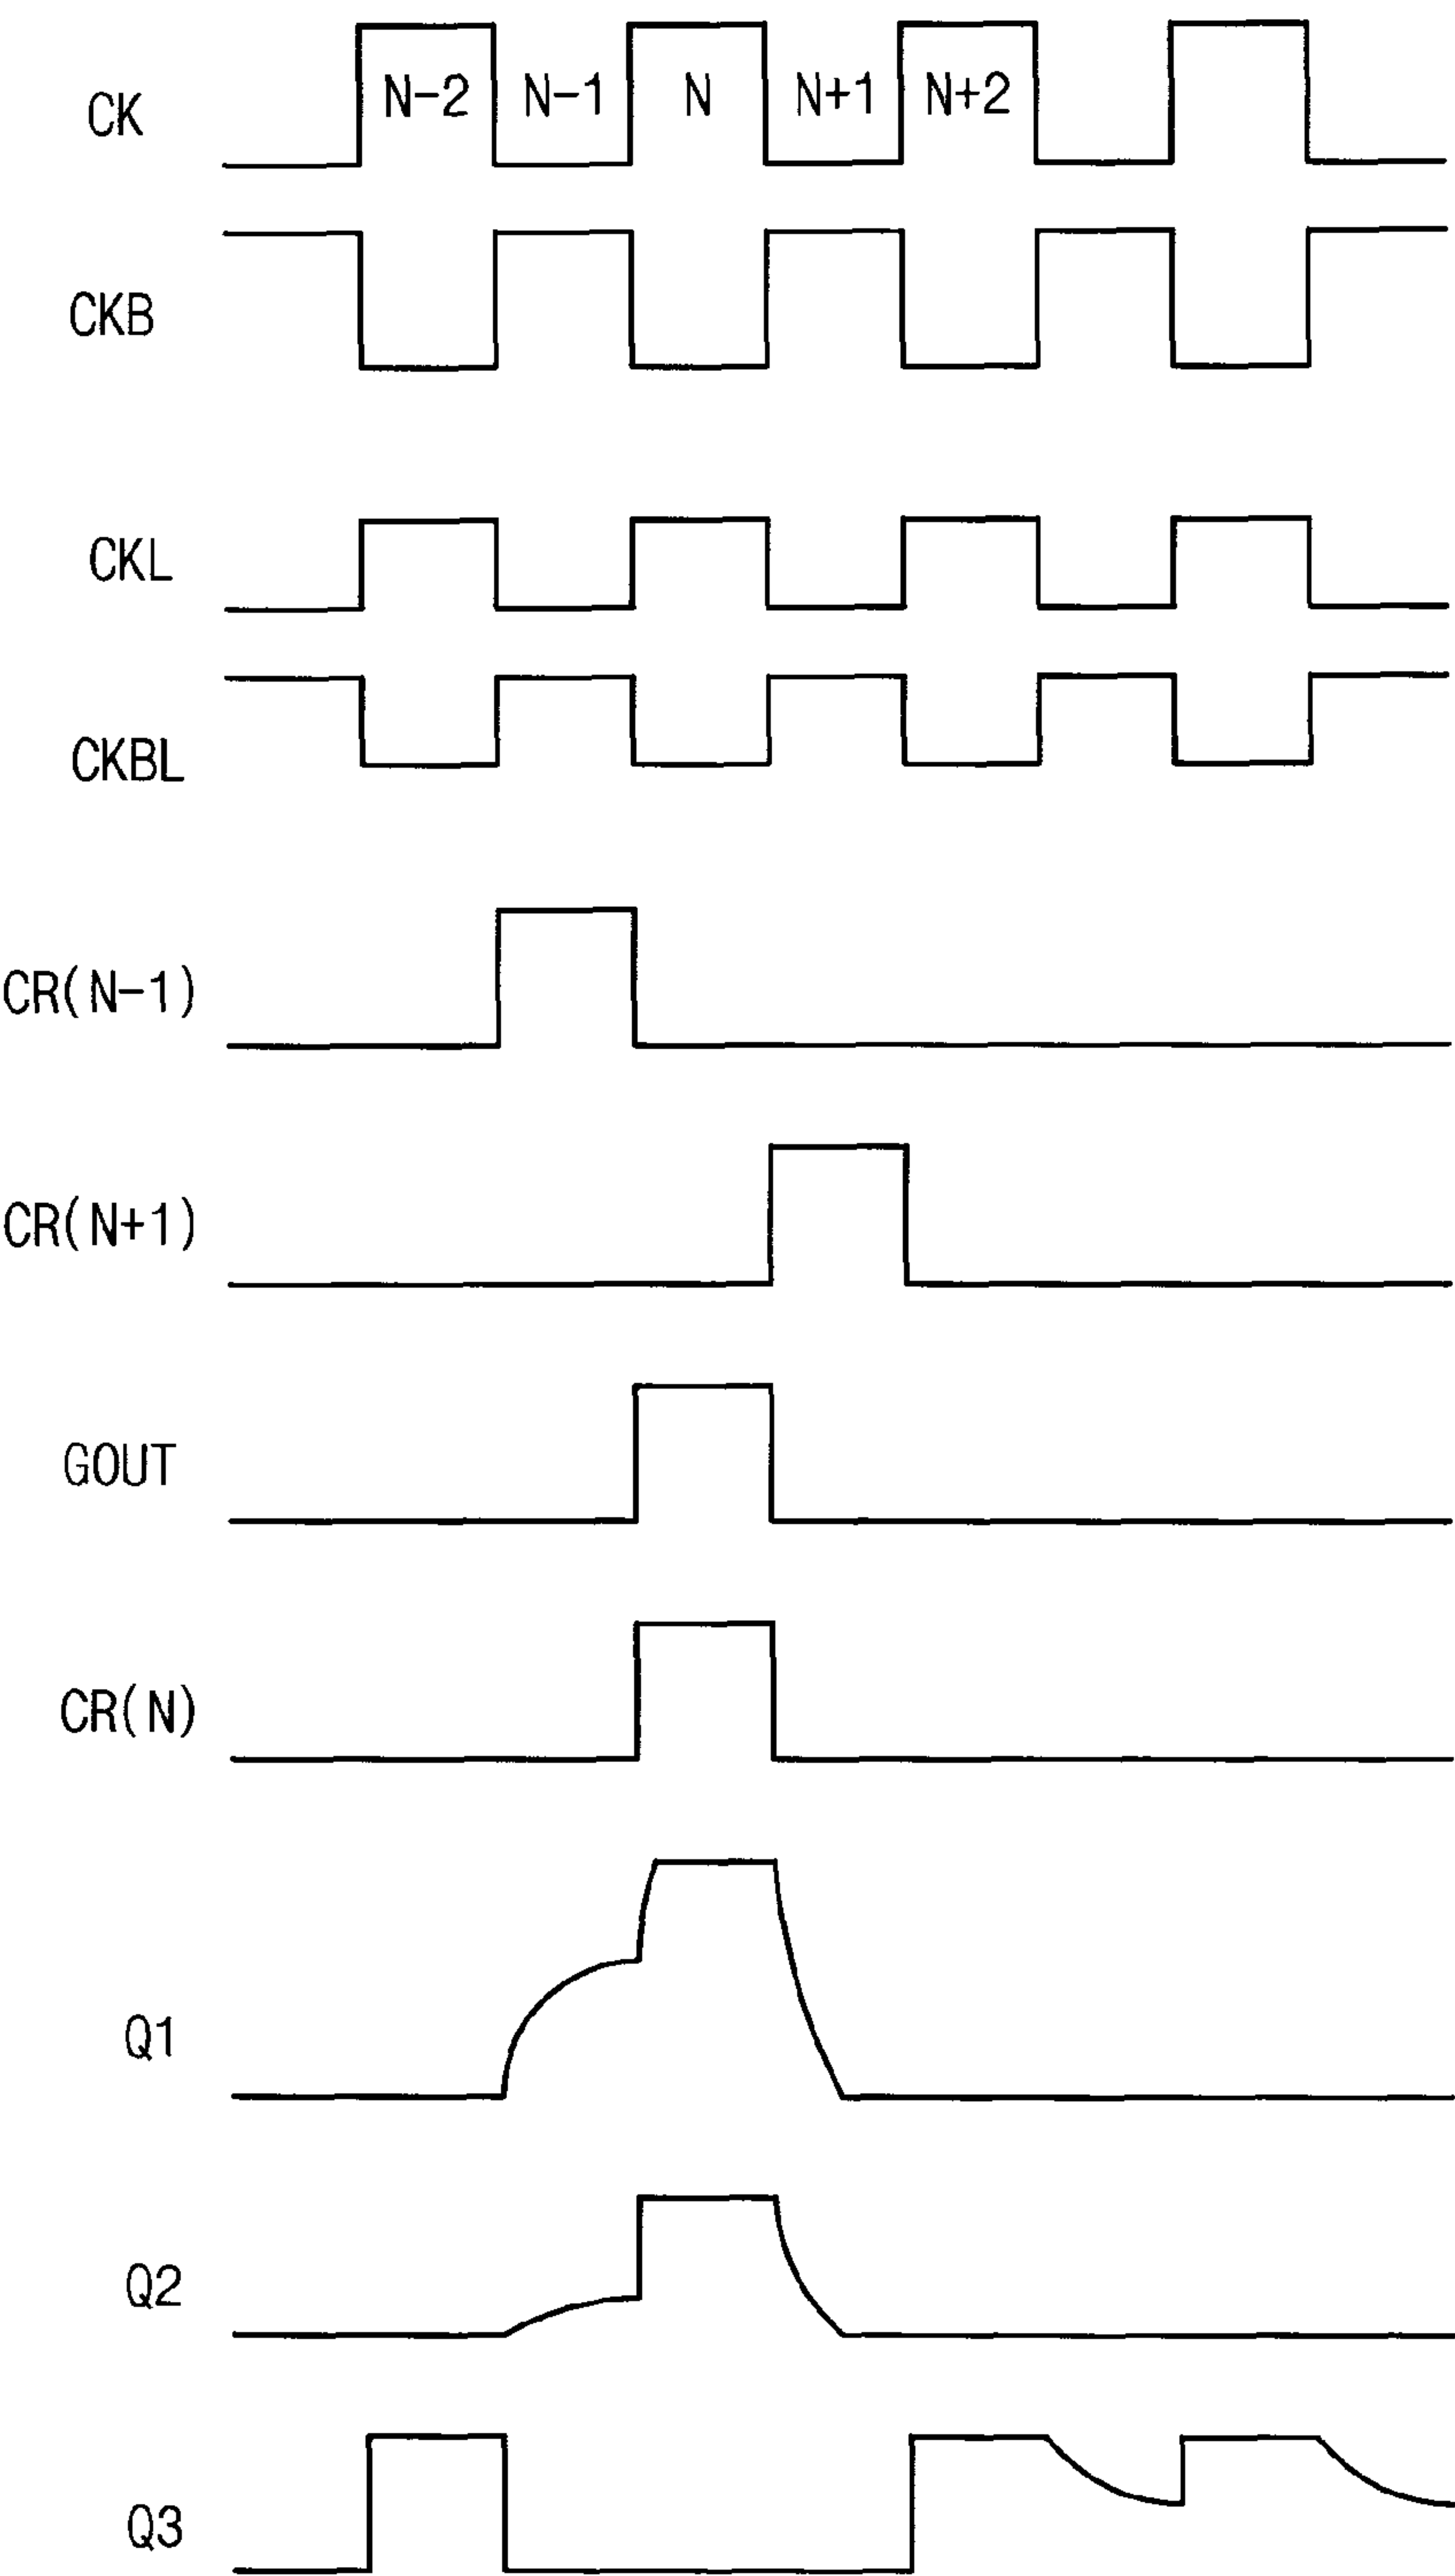 CK N-2 N-1 N N+1 N+2
CKB
CKL
CKBL
CR(N-1)
CR(N+1)
GOUT
CR(N)
Q1
Q2
Q3